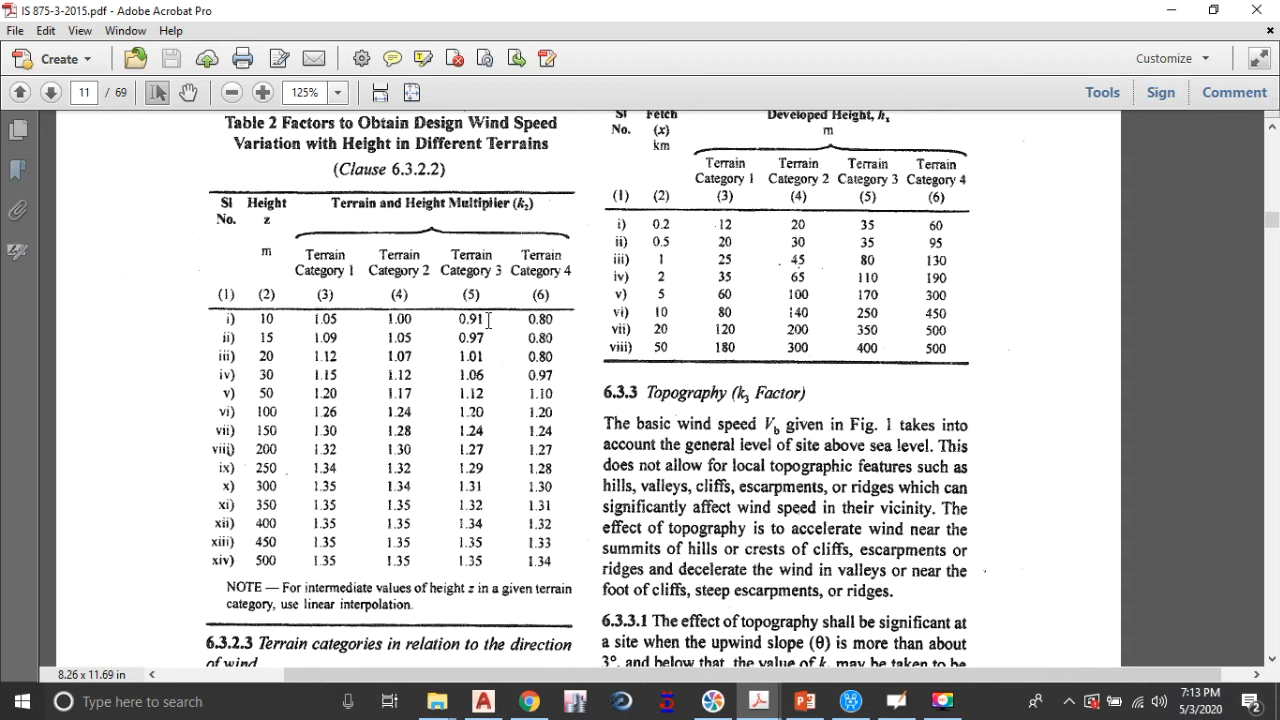 IS 875-3-2015.pdf - Adobe Acrobat Pro
File Edit View Window Help
Create
Customize
11 / 69
125%
Tools Sign Comment
Table 2 Factors to Obtain Design Wind Speed
Variation with Height in Different Terrains
(Clause 6.3.2.2)
Sl No. Height z m Terrain and Height Multiplier (k2)
Terrain Category 1 Terrain Category 2 Terrain Category 3 Terrain Category 4
(1) (2) (3) (4) (5) (6)
i) 10 1.05 1.00 0.91 0.80
ii) 15 1.09 1.05 0.97 0.80
iii) 20 1.12 1.07 1.01 0.80
iv) 30 1.15 1.12 1.06 0.97
v) 50 1.20 1.17 1.12 1.10
vi) 100 1.26 1.24 1.20 1.20
vii) 150 1.30 1.28 1.24 1.24
viii) 200 1.32 1.30 1.27 1.27
ix) 250 1.34 1.32 1.29 1.28
x) 300 1.35 1.34 1.31 1.30
xi) 350 1.35 1.35 1.32 1.31
xii) 400 1.35 1.35 1.34 1.32
xiii) 450 1.35 1.35 1.35 1.33
xiv) 500 1.35 1.35 1.35 1.34
NOTE — For intermediate values of height z in a given terrain
category, use linear interpolation.
6.3.2.3 Terrain categories in relation to the direction
of wind
Sl No. Fetch (x) km Developed Height, hx m
Terrain Category 1 Terrain Category 2 Terrain Category 3 Terrain Category 4
(1) (2) (3) (4) (5) (6)
i) 0.2 12 20 35 60
ii) 0.5 20 30 35 95
iii) 1 25 45 80 130
iv) 2 35 65 110 190
v) 5 60 100 170 300
vi) 10 80 140 250 450
vii) 20 120 200 350 500
viii) 50 180 300 400 500
6.3.3 Topography (k3 Factor)
The basic wind speed Vb given in Fig. 1 takes into
account the general level of site above sea level. This
does not allow for local topographic features such as
hills, valleys, cliffs, escarpments, or ridges which can
significantly affect wind speed in their vicinity. The
effect of topography is to accelerate wind near the
summits of hills or crests of cliffs, escarpments or
ridges and decelerate the wind in valleys or near the
foot of cliffs, steep escarpments, or ridges.
6.3.3.1 The effect of topography shall be significant at
a site when the upwind slope (θ) is more than about
3°, and below that, the value of k may be taken to be
8.26 x 11.69 in
Type here to search
7:13 PM
5/3/2020
2